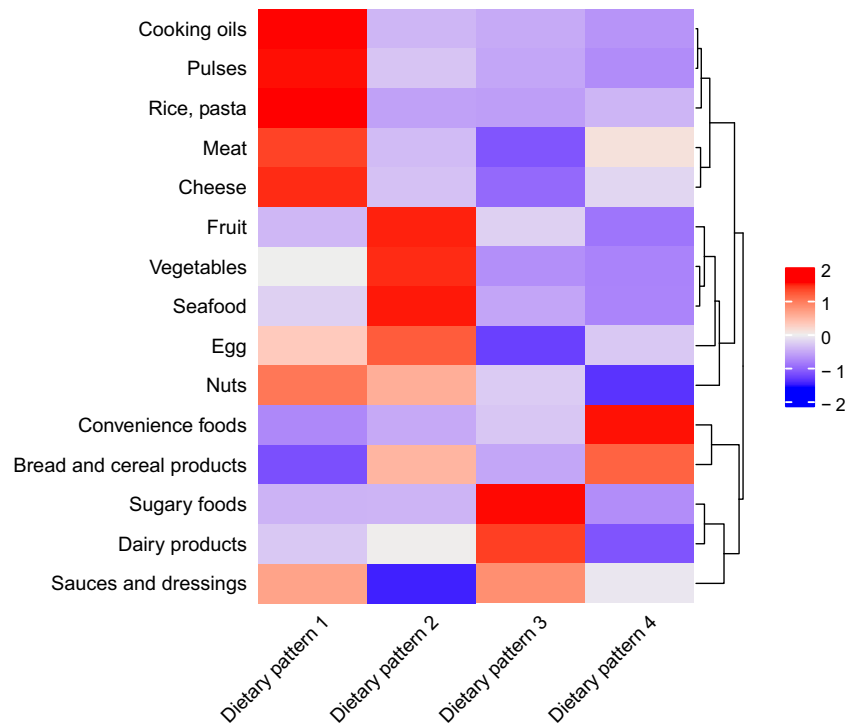 Cooking oils
Pulses
Rice, pasta
Meat
Cheese
Fruit
Vegetables
Seafood
Egg
Nuts
Convenience foods
Bread and cereal products
Sugary foods
Dairy products
Sauces and dressings
Dietary pattern 1
Dietary pattern 2
Dietary pattern 3
Dietary pattern 4
2
1
0
− 1
− 2